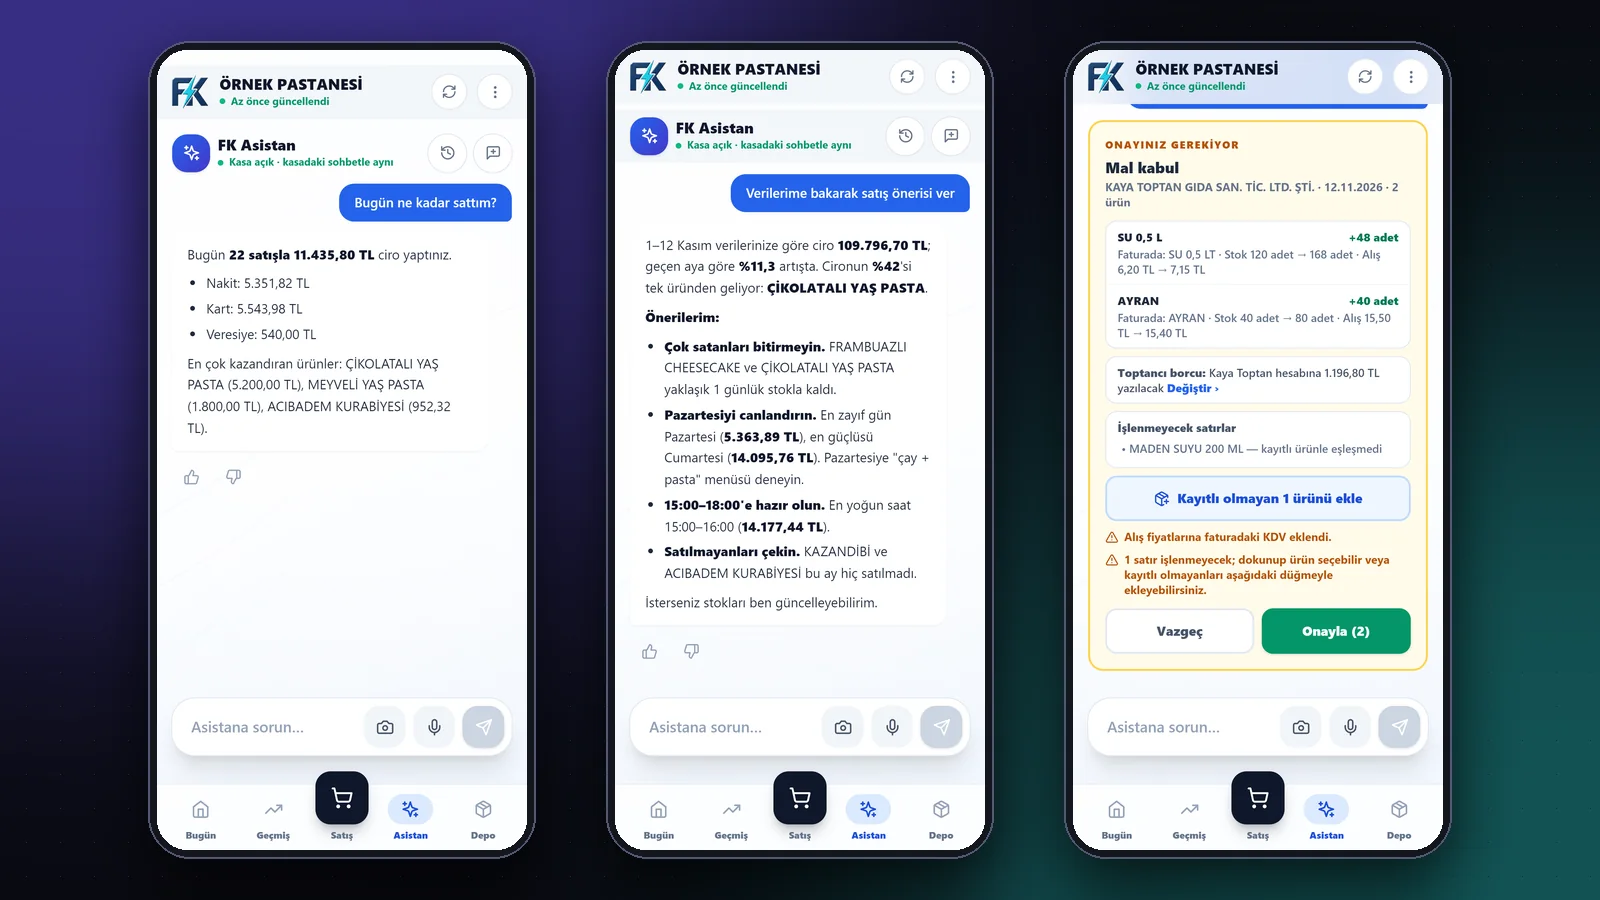 FK
ÖRNEK PASTANESİ
Az önce güncellendi
FK Asistan
Kasa açık · kasadaki sohbetle aynı
Bugün ne kadar sattım?
Bugün 22 satışla 11.435,80 TL ciro yaptınız.
• Nakit: 5.351,82 TL
• Kart: 5.543,98 TL
• Veresiye: 540,00 TL
En çok kazandıran ürünler: ÇİKOLATALI YAŞ
PASTA (5.200,00 TL), MEYVELİ YAŞ PASTA
(1.800,00 TL), ACIBADEM KURABİYESİ (952,32
TL).
Asistana sorun...
Bugün
Geçmiş
Satış
Asistan
Depo
FK
ÖRNEK PASTANESİ
Az önce güncellendi
FK Asistan
Kasa açık · kasadaki sohbetle aynı
Verilerime bakarak satış önerisi ver
1–12 Kasım verilerinize göre ciro 109.796,70 TL;
geçen aya göre %11,3 artışta. Cironun %42'si
tek üründen geliyor: ÇİKOLATALI YAŞ PASTA.
Önerilerim:
• Çok satanları bitirmeyin. FRAMBUAZLI
CHEESECAKE ve ÇİKOLATALI YAŞ PASTA
yaklaşık 1 günlük stokla kaldı.
• Pazartesiyi canlandırın. En zayıf gün
Pazartesi (5.363,89 TL), en güçlüsü
Cumartesi (14.095,76 TL). Pazartesiye "çay +
pasta" menüsü deneyin.
• 15:00–18:00'e hazır olun. En yoğun saat
15:00–16:00 (14.177,44 TL).
• Satılmayanları çekin. KAZANDİBİ ve
ACIBADEM KURABİYESİ bu ay hiç satılmadı.
İsterseniz stokları ben güncelleyebilirim.
Asistana sorun...
Bugün
Geçmiş
Satış
Asistan
Depo
FK
ÖRNEK PASTANESİ
Az önce güncellendi
ONAYINIZ GEREKİYOR
Mal kabul
KAYA TOPTAN GIDA SAN. TİC. LTD. ŞTİ. · 12.11.2026 · 2
ürün
SU 0,5 L +48 adet
Faturada: SU 0,5 LT · Stok 120 adet → 168 adet · Alış
6,20 TL → 7,15 TL
AYRAN +40 adet
Faturada: AYRAN · Stok 40 adet → 80 adet · Alış 15,50
TL → 15,40 TL
Toptancı borcu: Kaya Toptan hesabına 1.196,80 TL
yazılacak Değiştir ›
İşlenmeyecek satırlar
• MADEN SUYU 200 ML — kayıtlı ürünle eşleşmedi
Kayıtlı olmayan 1 ürünü ekle
Alış fiyatlarına faturadaki KDV eklendi.
1 satır işlenmeyecek; dokunup ürün seçebilir veya
kayıtlı olmayanları aşağıdaki düğmeyle
ekleyebilirsiniz.
Vazgeç
Onayla (2)
Asistana sorun...
Bugün
Geçmiş
Satış
Asistan
Depo